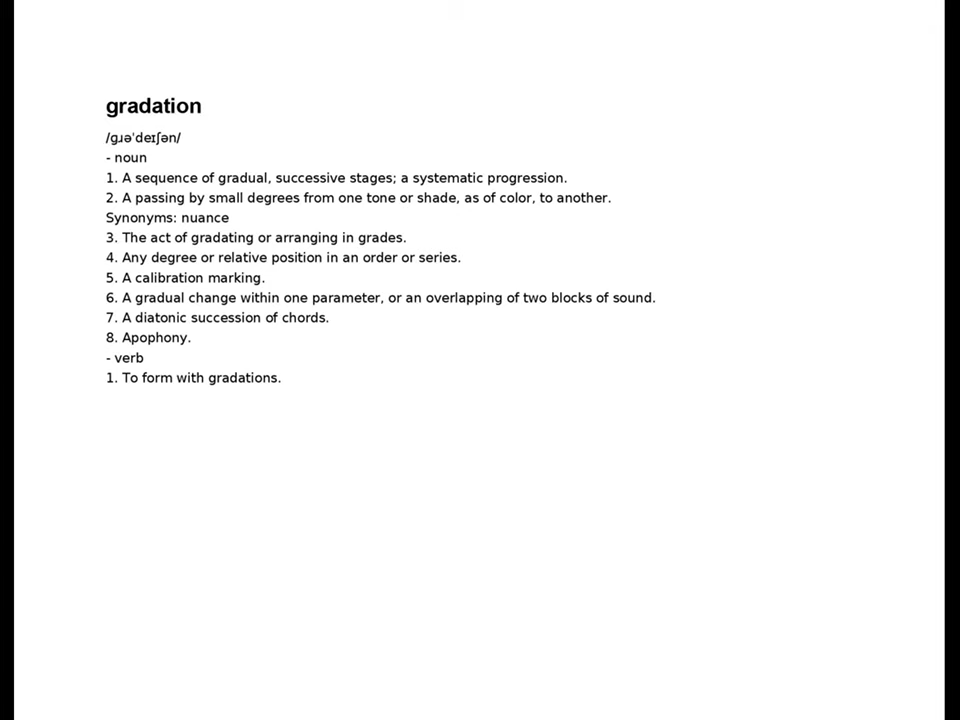 gradation
/ɡɹəˈdeɪʃən/
- noun
1. A sequence of gradual, successive stages; a systematic progression.
2. A passing by small degrees from one tone or shade, as of color, to another.
Synonyms: nuance
3. The act of gradating or arranging in grades.
4. Any degree or relative position in an order or series.
5. A calibration marking.
6. A gradual change within one parameter, or an overlapping of two blocks of sound.
7. A diatonic succession of chords.
8. Apophony.
- verb
1. To form with gradations.